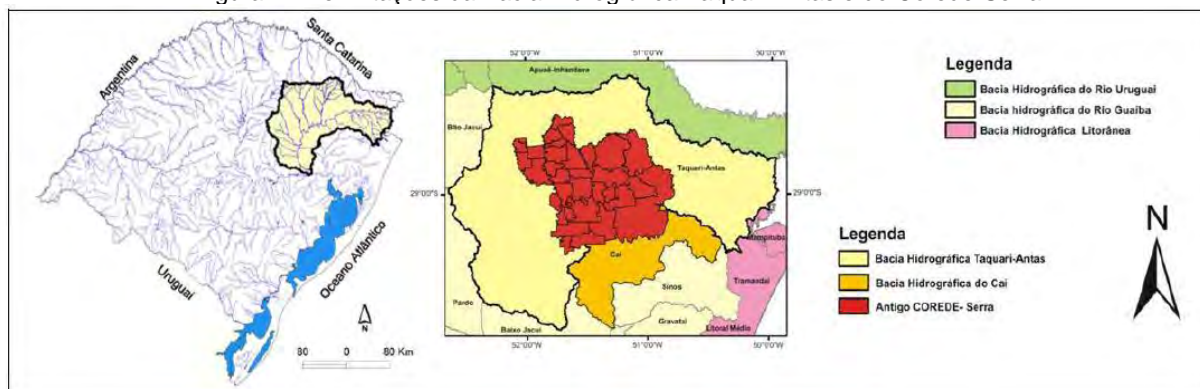 Santa Catarina
Argentina
Uruguai
Oceano Atlântico
N
80 0 80 Km
52°0'0"W 51°0'0"W 50°0'0"W
Apuaê-Inhandava
Alto Jacuí
Taquari-Antas
29°0'0"S
29°0'0"S
Caí
Mampituba
Sinos
Tramandaí
Pardo
Gravataí
Baixo Jacuí
Litoral Médio
52°0'0"W 51°0'0"W 50°0'0"W
Legenda
Bacia Hidrográfica do Rio Uruguai
Bacia hidrográfica do Rio Guaíba
Bacia Hidrográfica Litorânea
Legenda
Bacia Hidrográfica Taquari-Antas
Bacia Hidrográfica do Caí
Antigo COREDE- Serra
N